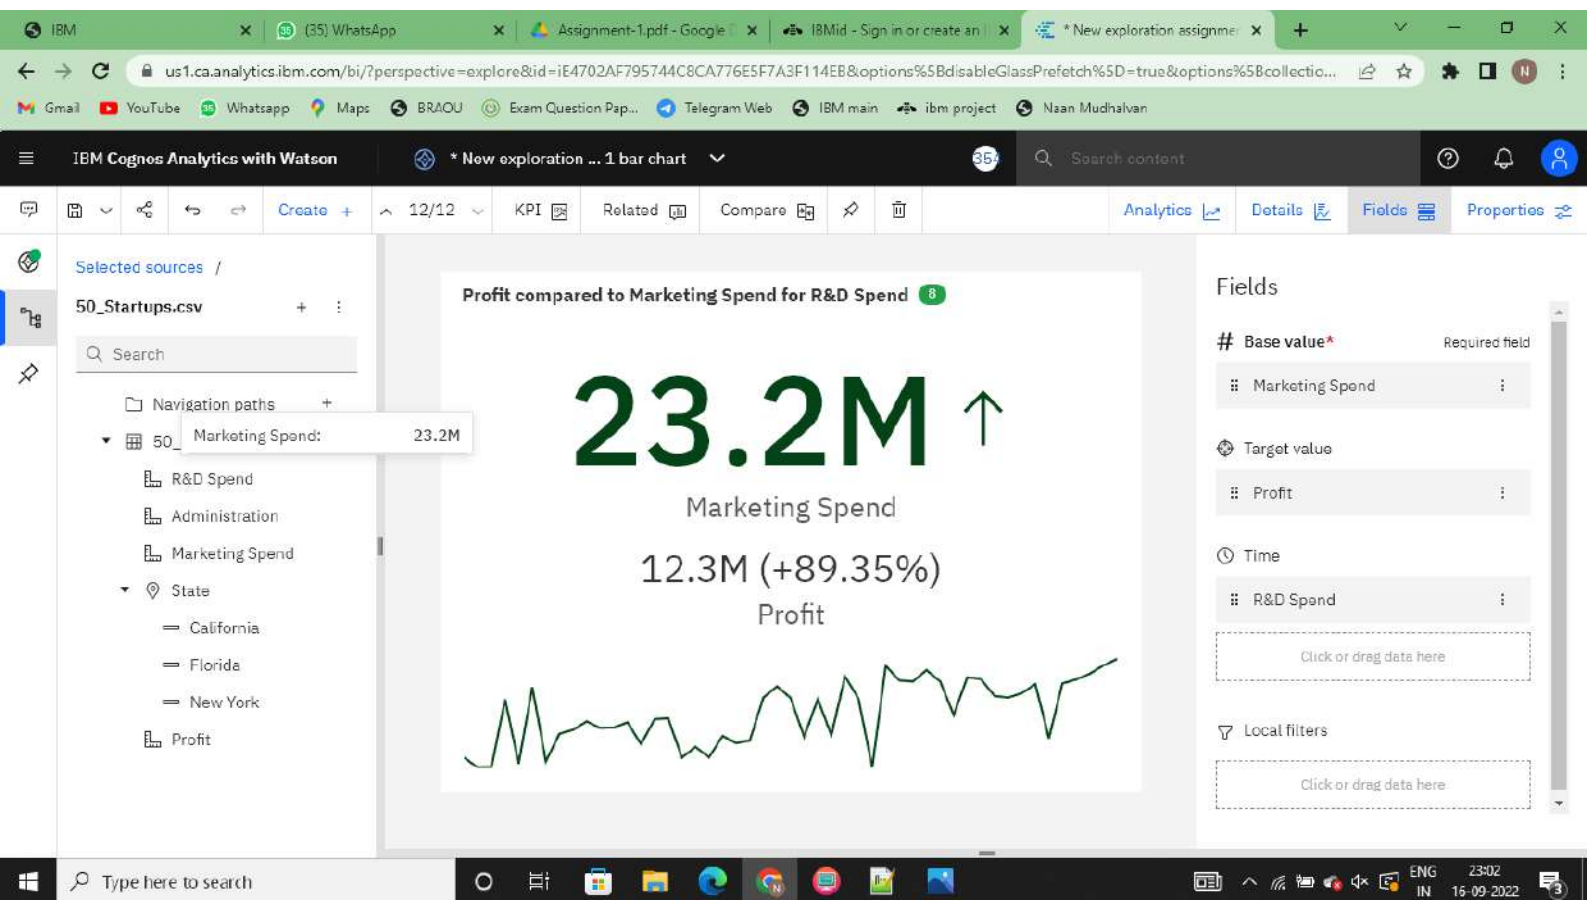 IBM
(35) WhatsApp
Assignment-1.pdf - Google D
IBMid - Sign in or create an I
* New exploration assignme
us1.ca.analytics.ibm.com/bi/?perspective=explore&id=iE4702AF795744C8CA776E5F7A3F114EB&options%5BdisableGlassPrefetch%5D=true&options%5Bcollectio...
N
Gmail
YouTube
Whatsapp
Maps
BRAOU
Exam Question Pap...
Telegram Web
IBM main
ibm project
Naan Mudhalvan
IBM Cognos Analytics with Watson
* New exploration ... 1 bar chart
354
Search content
Create +
12/12
KPI
Related
Compare
Analytics
Details
Fields
Properties
Selected sources /
50_Startups.csv
Search
Navigation paths
50_
Marketing Spend: 23.2M
R&D Spend
Administration
Marketing Spend
State
California
Florida
New York
Profit
Profit compared to Marketing Spend for R&D Spend 8
23.2M ↑
Marketing Spend
12.3M (+89.35%)
Profit
Fields
# Base value* Required field
Marketing Spend
Target value
Profit
Time
R&D Spend
Click or drag data here
Local filters
Click or drag data here
Type here to search
ENG
IN
23:02
16-09-2022
3